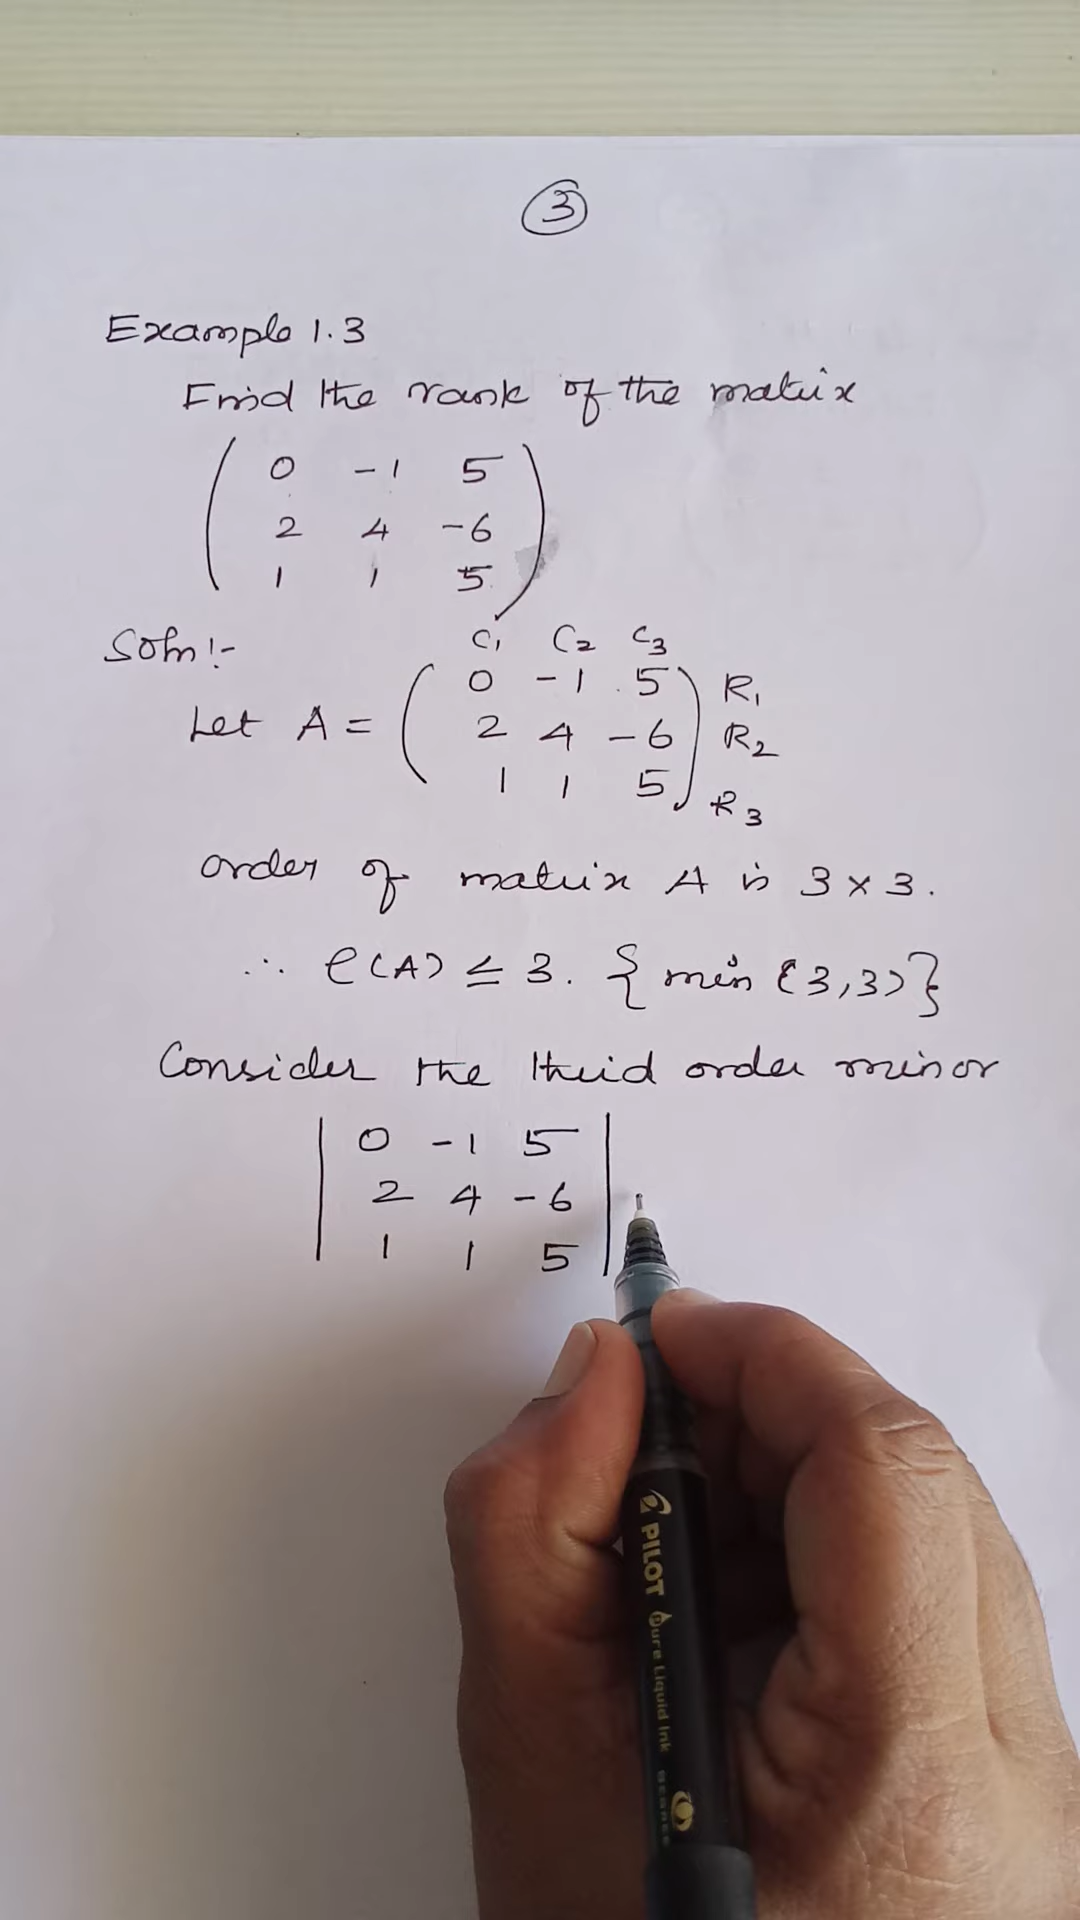 3
Example 1.3
Find the rank of the matrix
0 -1 5
2 4 -6
1 1 5
Soln:-
C1 C2 C3
0 -1 5 R1
Let A = 2 4 -6 R2
1 1 5 R3
order of matrix A is 3 × 3.
∴ ρ(A) ≤ 3. {min (3,3)}
Consider the third order minor
0 -1 5
2 4 -6
1 1 5
PILOT Pure Liquid Ink